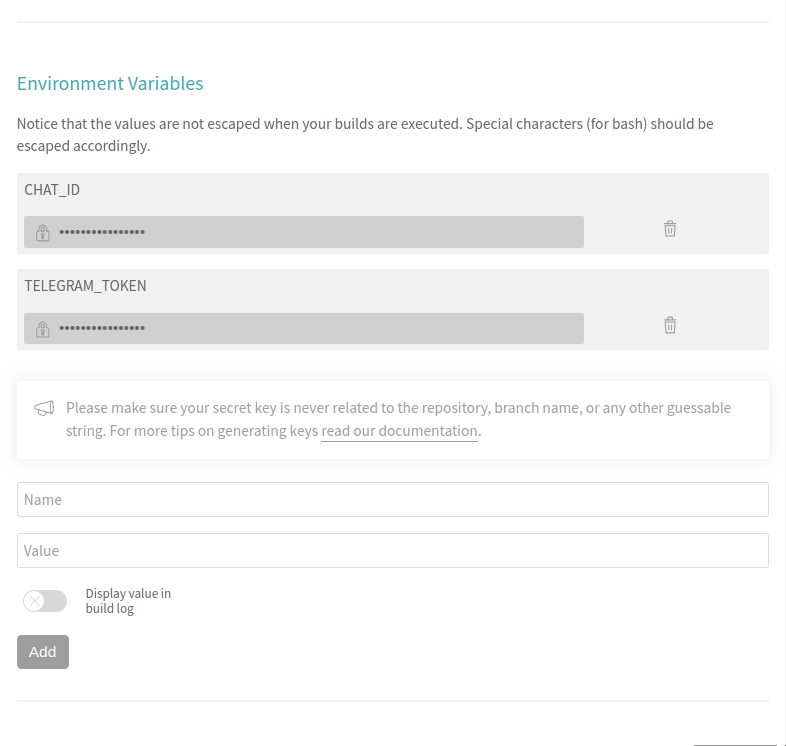 Environment Variables
Notice that the values are not escaped when your builds are executed. Special characters (for bash) should be
escaped accordingly.
CHAT_ID
••••••••••••••••
TELEGRAM_TOKEN
••••••••••••••••
Please make sure your secret key is never related to the repository, branch name, or any other guessable
string. For more tips on generating keys read our documentation.
Name
Value
Display value in
build log
Add